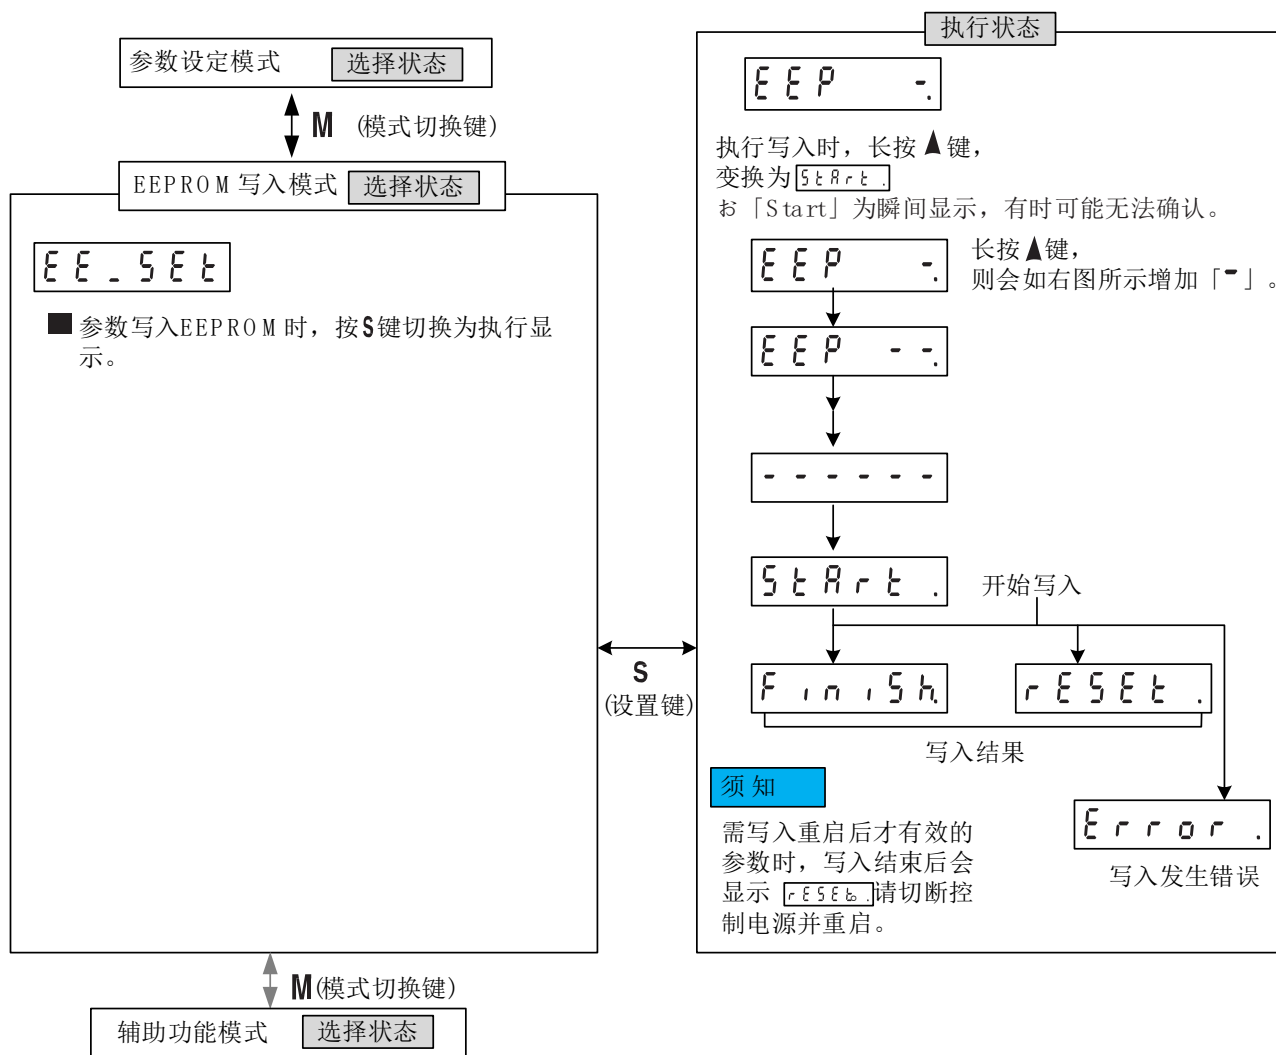 参数设定模式 选择状态
M (模式切换键)
EEPROM 写入模式 选择状态
EE_SEt
参数写入EEPROM时，按S键切换为执行显
示。
S
(设置键)
M(模式切换键)
辅助功能模式 选择状态
执行状态
EEP -.
执行写入时，长按▲键，
变换为 StArt .
お「Start」为瞬间显示，有时可能无法确认。
EEP -.
长按▲键，
则会如右图所示增加「-」。
EEP --.
------
StArt .
开始写入
FiniSh.
rESEt .
写入结果
须知
需写入重启后才有效的
参数时，写入结束后会
显示 rESEt。.请切断控
制电源并重启。
Error .
写入发生错误